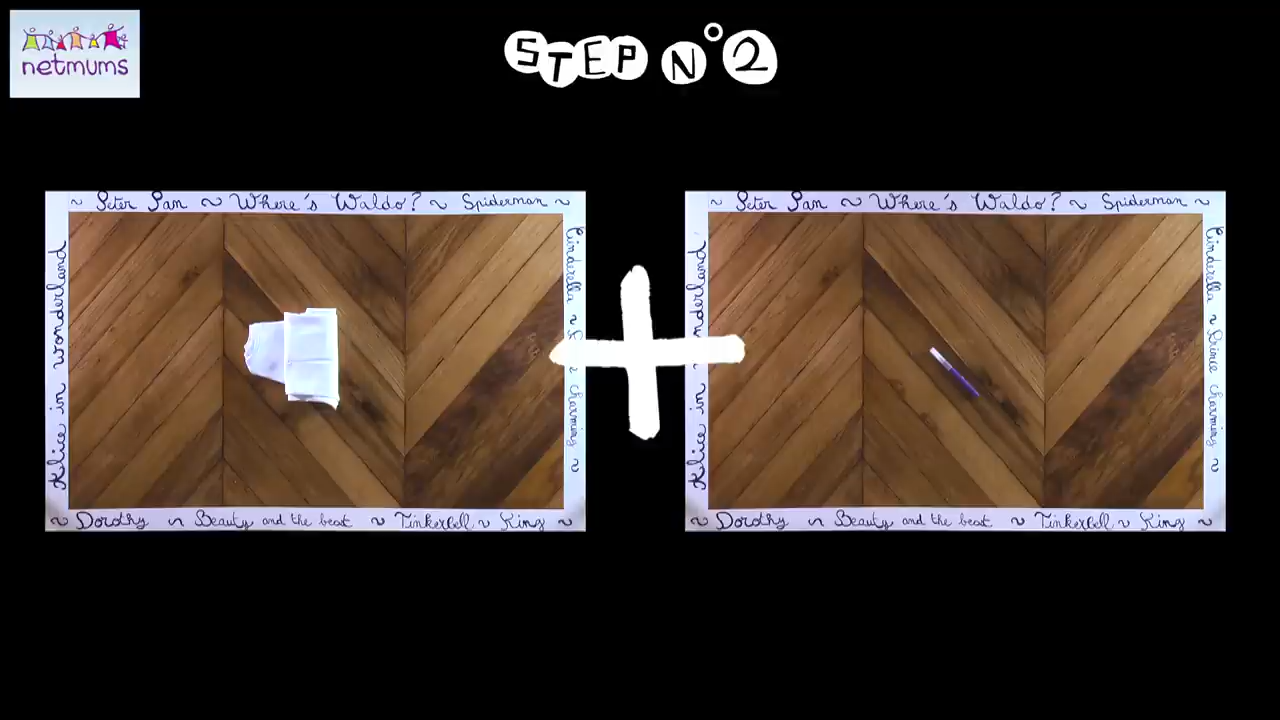 netmums
STEP N°2
~ Peter Pan ~ Where's Waldo? ~ Spiderman ~
Alice in wonderland
Cinderella ~ Prince charming ~
~ Dorothy ~ Beauty and the beast ~ Tinkerbell ~ King ~
~ Peter Pan ~ Where's Waldo? ~ Spiderman ~
Alice in wonderland
Cinderella ~ Prince charming ~
~ Dorothy ~ Beauty and the beast ~ Tinkerbell ~ King ~